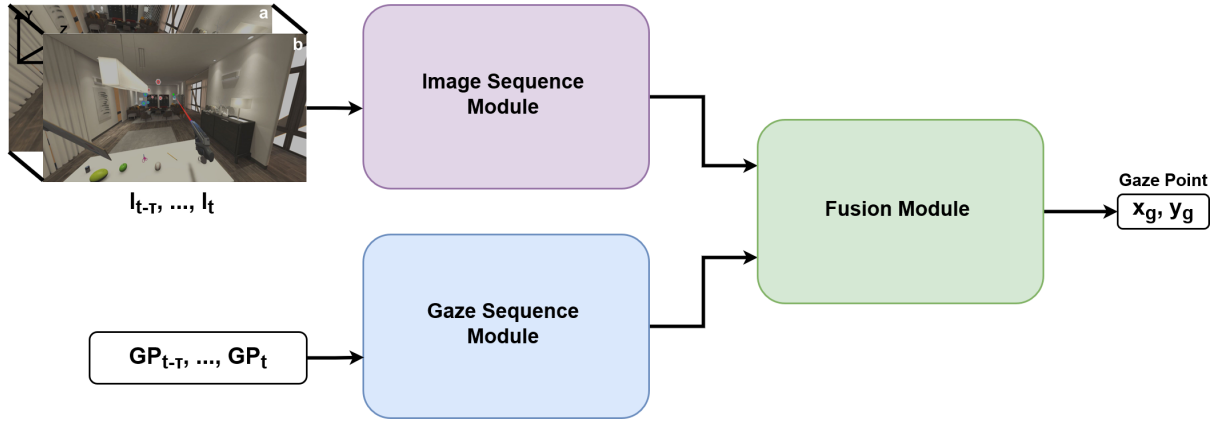 a
Y
Z
b
I_{t-τ}, ..., I_t
Image Sequence
Module
Gaze Sequence
Module
GP_{t-τ}, ..., GP_t
Fusion Module
Gaze Point
x_g, y_g